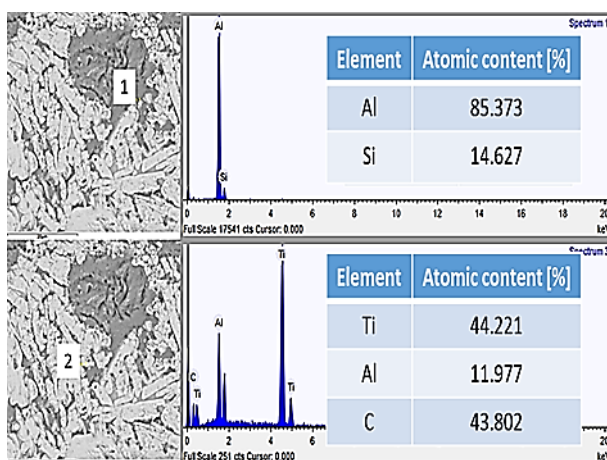 Spectrum 1
Al
Element Atomic content [%]
1
Al 85.373
Si 14.627
Si
0 2 4 6 8 10 12 14 16 18 20
Full Scale 17541 cts Cursor: 0.000 keV
Ti
Element Atomic content [%]
Al
Ti 44.221
2
Al 11.977
C
Ti
Ti
C 43.802
0 2 4 6
Full Scale 251 cts Cursor: 0.000 keV